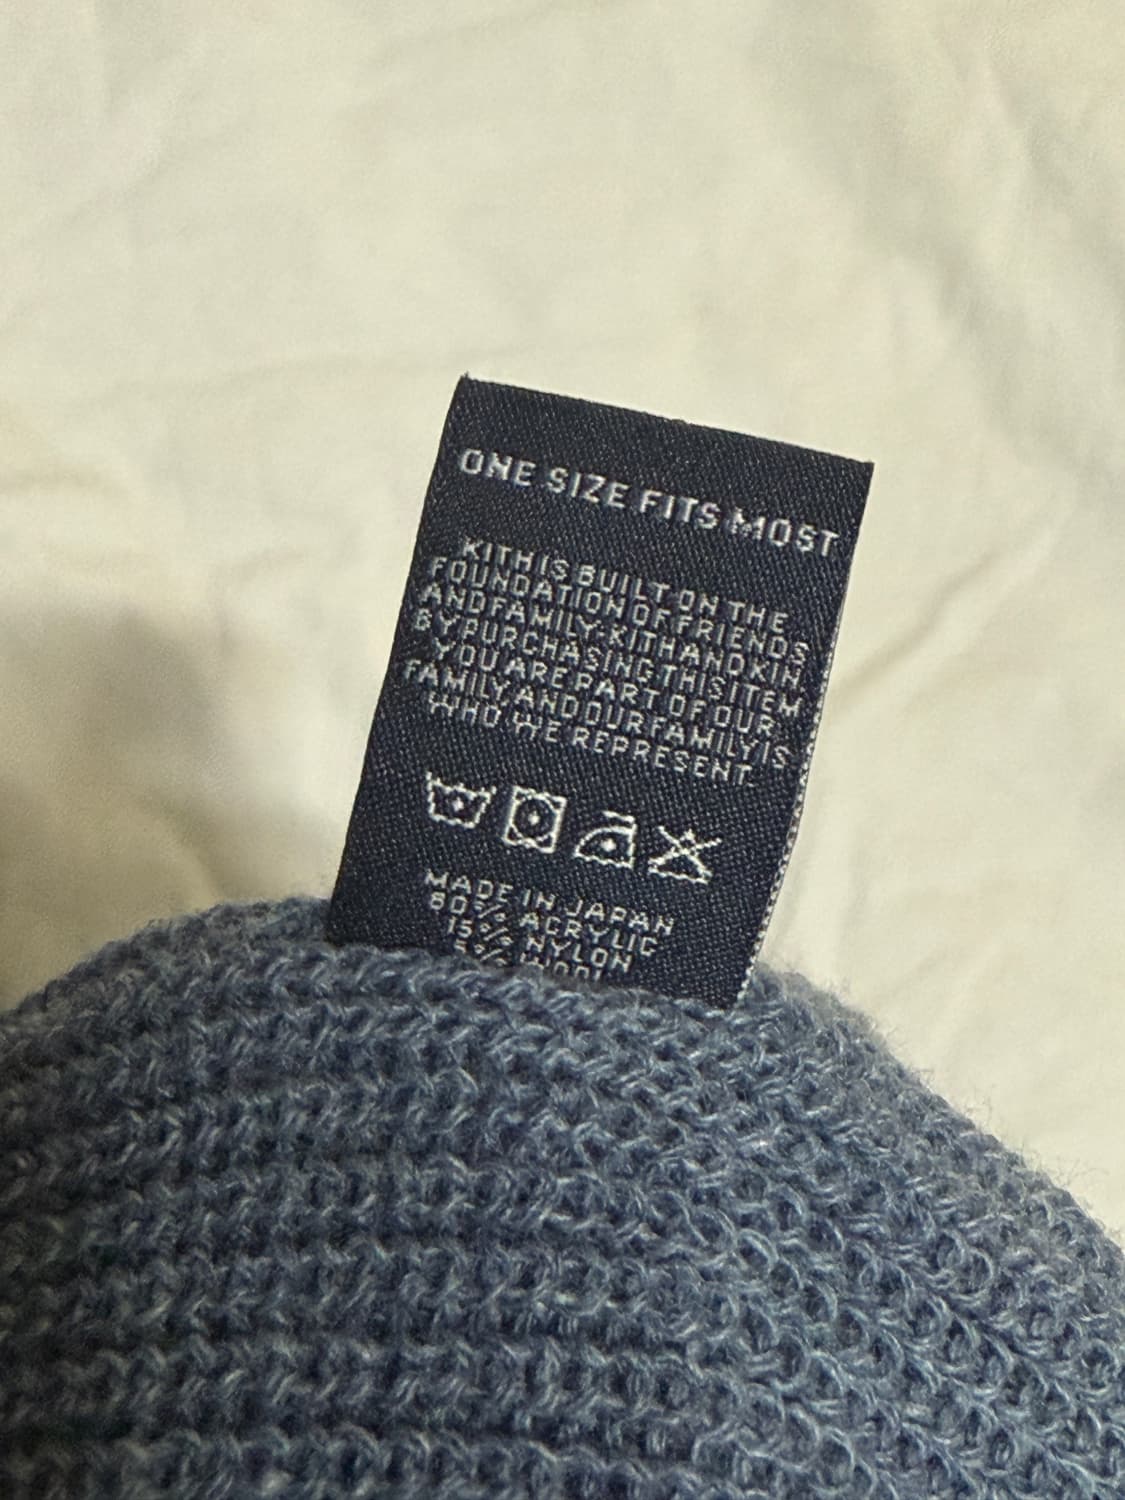 ONE SIZE FITS MOST
KITH IS BUILT ON THE
FOUNDATION OF FRIENDS
AND FAMILY: KITH AND KIN.
BY PURCHASING THIS ITEM
YOU ARE PART OF OUR
FAMILY AND OUR FAMILY IS
WHO WE REPRESENT.
MADE IN JAPAN
80% ACRYLIC
15% NYLON
5% WOOL